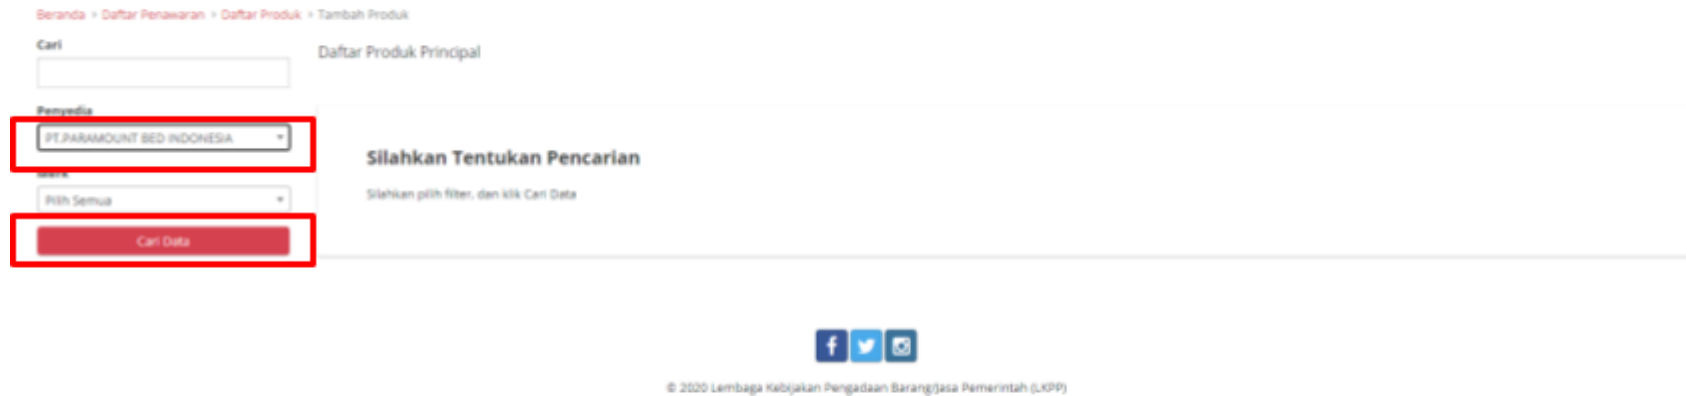 Beranda > Daftar Penawaran > Daftar Produk > Tambah Produk
Cari
Daftar Produk Principal
Penyedia
PT.PARAMOUNT BED INDONESIA
Silahkan Tentukan Pencarian
Silahkan pilih filter, dan klik Cari Data
Merk
Pilih Semua
Cari Data
© 2020 Lembaga Kebijakan Pengadaan Barang/Jasa Pemerintah (LKPP)